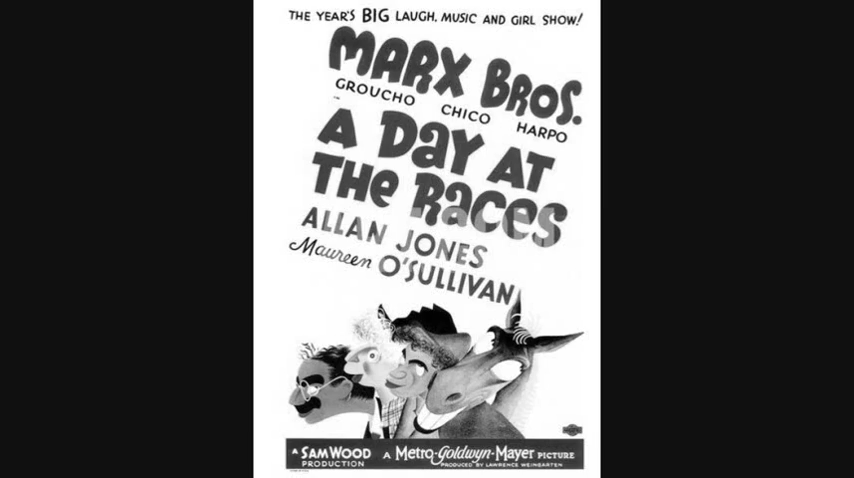 THE YEAR'S BIG LAUGH, MUSIC AND GIRL SHOW!
MARX BROS.
GROUCHO CHICO HARPO
A DAY AT
THE RACES
ALLAN JONES
Maureen O'SULLIVAN
A SAM WOOD PRODUCTION A Metro-Goldwyn-Mayer PICTURE
PRODUCED BY LAWRENCE WEINGARTEN